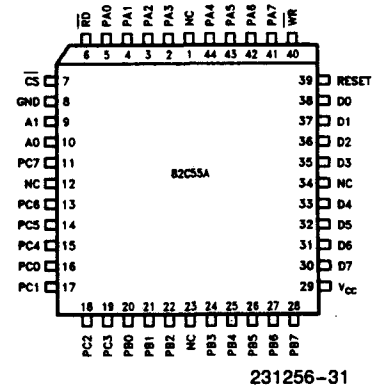 RD PA0 PA1 PA2 PA3 NC PA4 PA5 PA6 PA7 WR
6 5 4 3 2 1 44 43 42 41 40
CS 7 39 RESET
GND 8 38 D0
A1 9 37 D1
A0 10 36 D2
PC7 11 35 D3
82C55A
NC 12 34 NC
PC6 13 33 D4
PC5 14 32 D5
PC4 15 31 D6
PC0 16 30 D7
PC1 17 29 VCC
18 19 20 21 22 23 24 25 26 27 28
PC2 PC3 PB0 PB1 PB2 NC PB3 PB4 PB5 PB6 PB7
231256-31